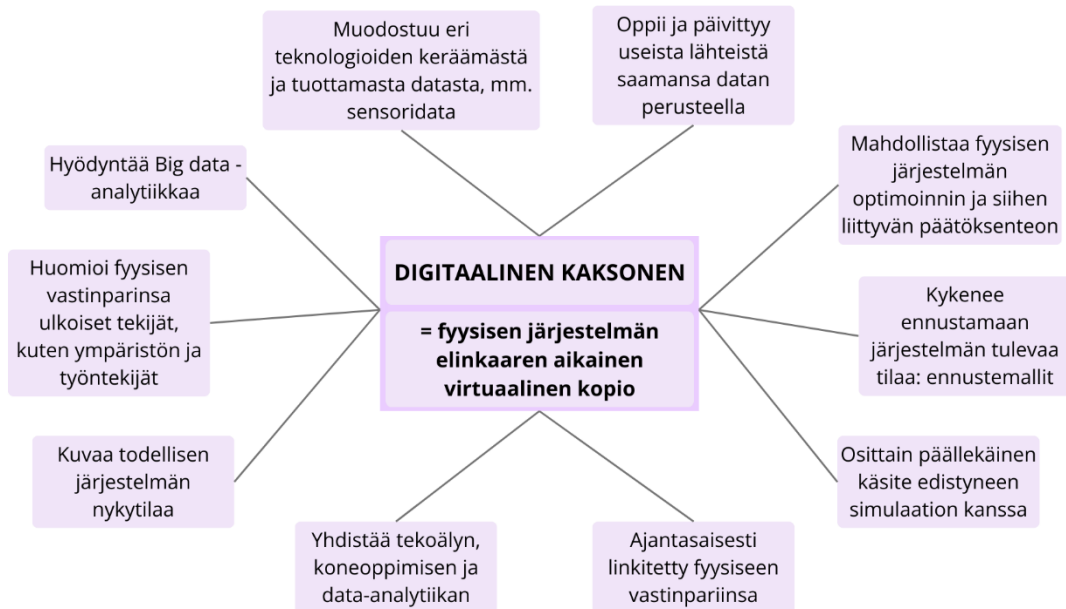 Muodostuu eri
teknologioiden keräämästä
ja tuottamasta datasta, mm.
sensoridata
Oppii ja päivittyy
useista lähteistä
saamansa datan
perusteella
Hyödyntää Big data -
analytiikkaa
Mahdollistaa fyysisen
järjestelmän
optimoinnin ja siihen
liittyvän päätöksenteon
Huomioi fyysisen
vastinparinsa
ulkoiset tekijät,
kuten ympäristön ja
työntekijät
DIGITAALINEN KAKSONEN
= fyysisen järjestelmän
elinkaaren aikainen
virtuaalinen kopio
Kykenee
ennustamaan
järjestelmän tulevaa
tilaa: ennustemallit
Kuvaa todellisen
järjestelmän
nykytilaa
Osittain päällekäinen
käsite edistyneen
simulaation kanssa
Yhdistää tekoälyn,
koneoppimisen ja
data-analytiikan
Ajantasaisesti
linkitetty fyysiseen
vastinpariinsa